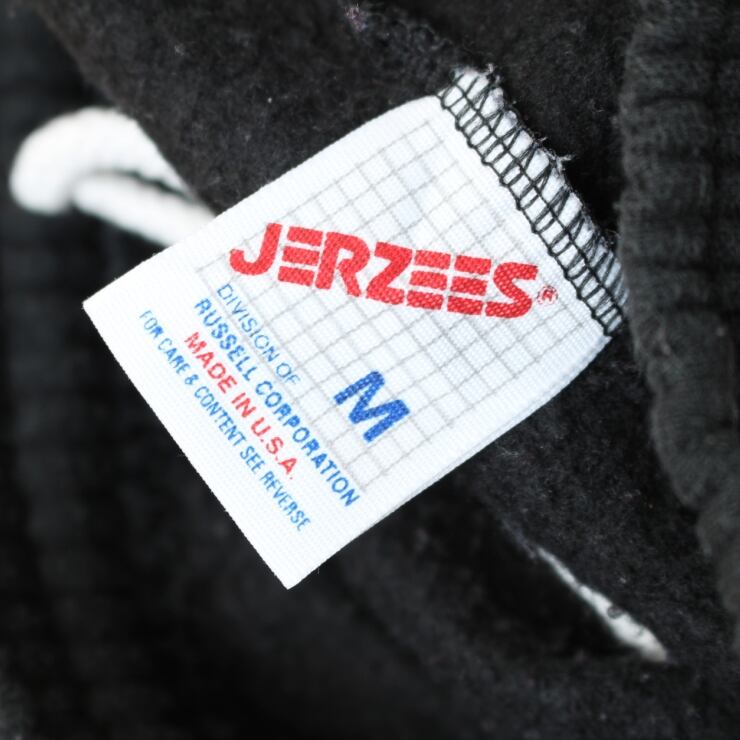 JERZEES®
DIVISION OF
RUSSELL CORPORATION
MADE IN U.S.A.
FOR CARE & CONTENT SEE REVERSE
M